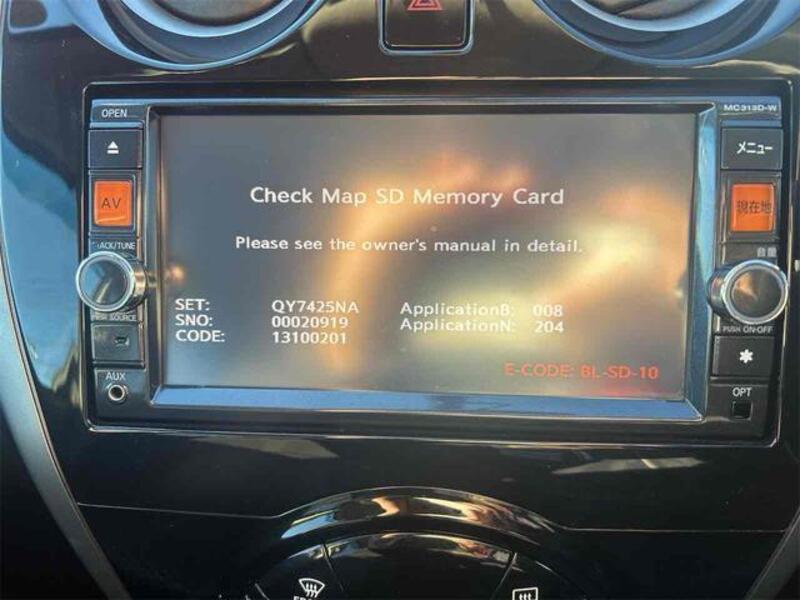 OPEN
MC313D-W
メニュー
AV
現在地
音量
Check Map SD Memory Card
Please see the owner's manual in detail.
SET: QY7425NA ApplicationB: 008
SNO: 00020919 ApplicationN: 204
CODE: 13100201
E-CODE: BL-SD-10
PUSH ON-OFF
AUX
OPT